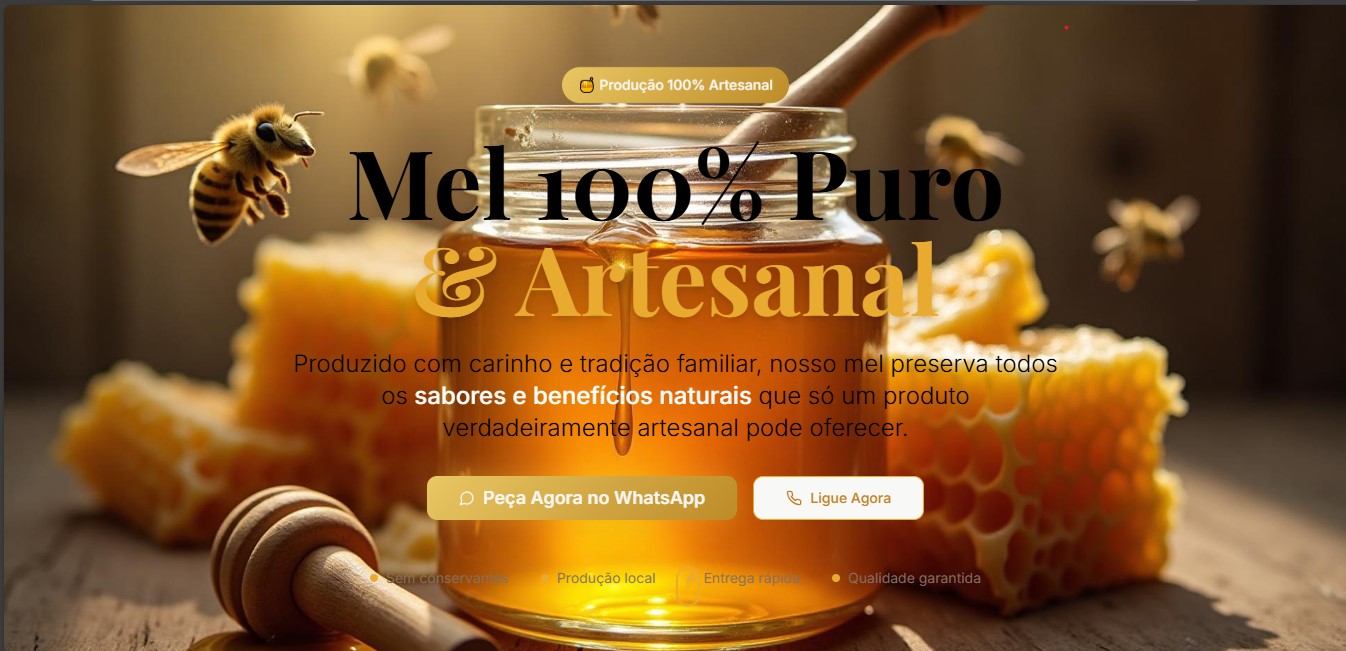 Produção 100% Artesanal
Mel 100% Puro
& Artesanal
Produzido com carinho e tradição familiar, nosso mel preserva todos
os sabores e benefícios naturais que só um produto
verdadeiramente artesanal pode oferecer.
Peça Agora no WhatsApp
Ligue Agora
Sem conservantes
Produção local
Entrega rápida
Qualidade garantida